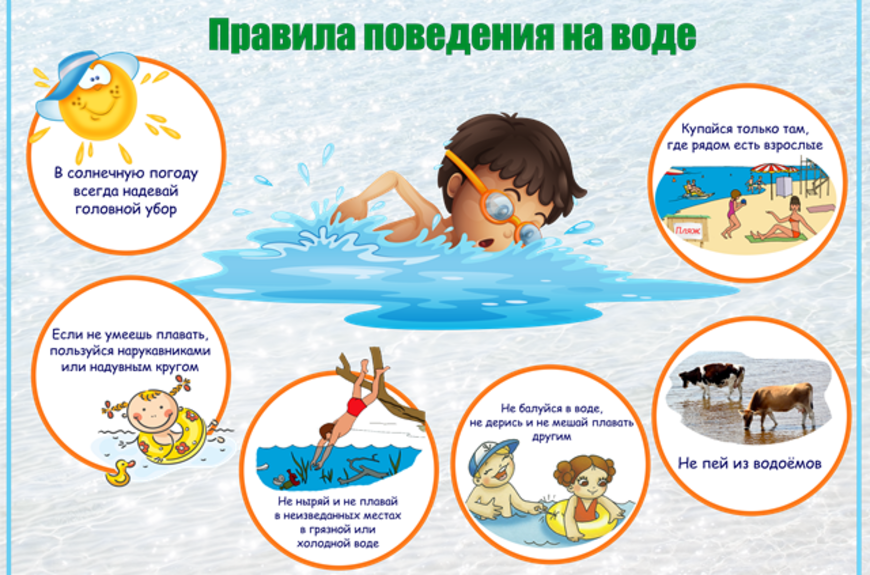 Правила поведения на воде
В солнечную погоду
всегда надевай
головной убор
Купайся только там,
где рядом есть взрослые
Пляж
Если не умеешь плавать,
пользуйся нарукавниками
или надувным кругом
Не ныряй и не плавай
в неизведанных местах
в грязной или
холодной воде
Не балуйся в воде,
не дерись и не мешай плавать
другим
Не пей из водоёмов